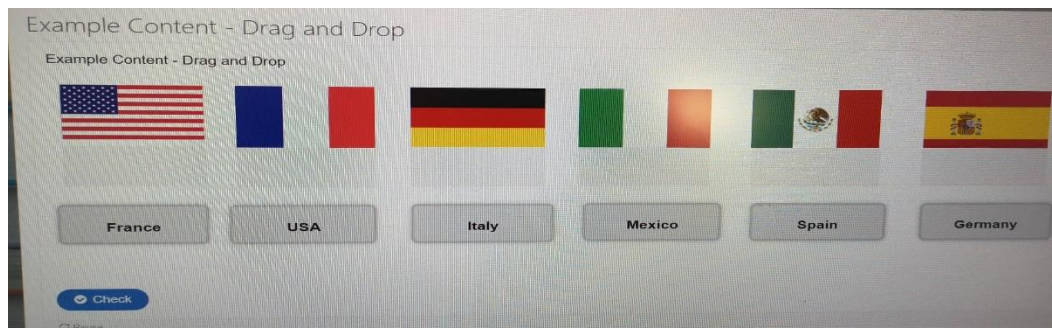 Example Content - Drag and Drop
Example Content - Drag and Drop
France USA Italy Mexico Spain Germany
Check